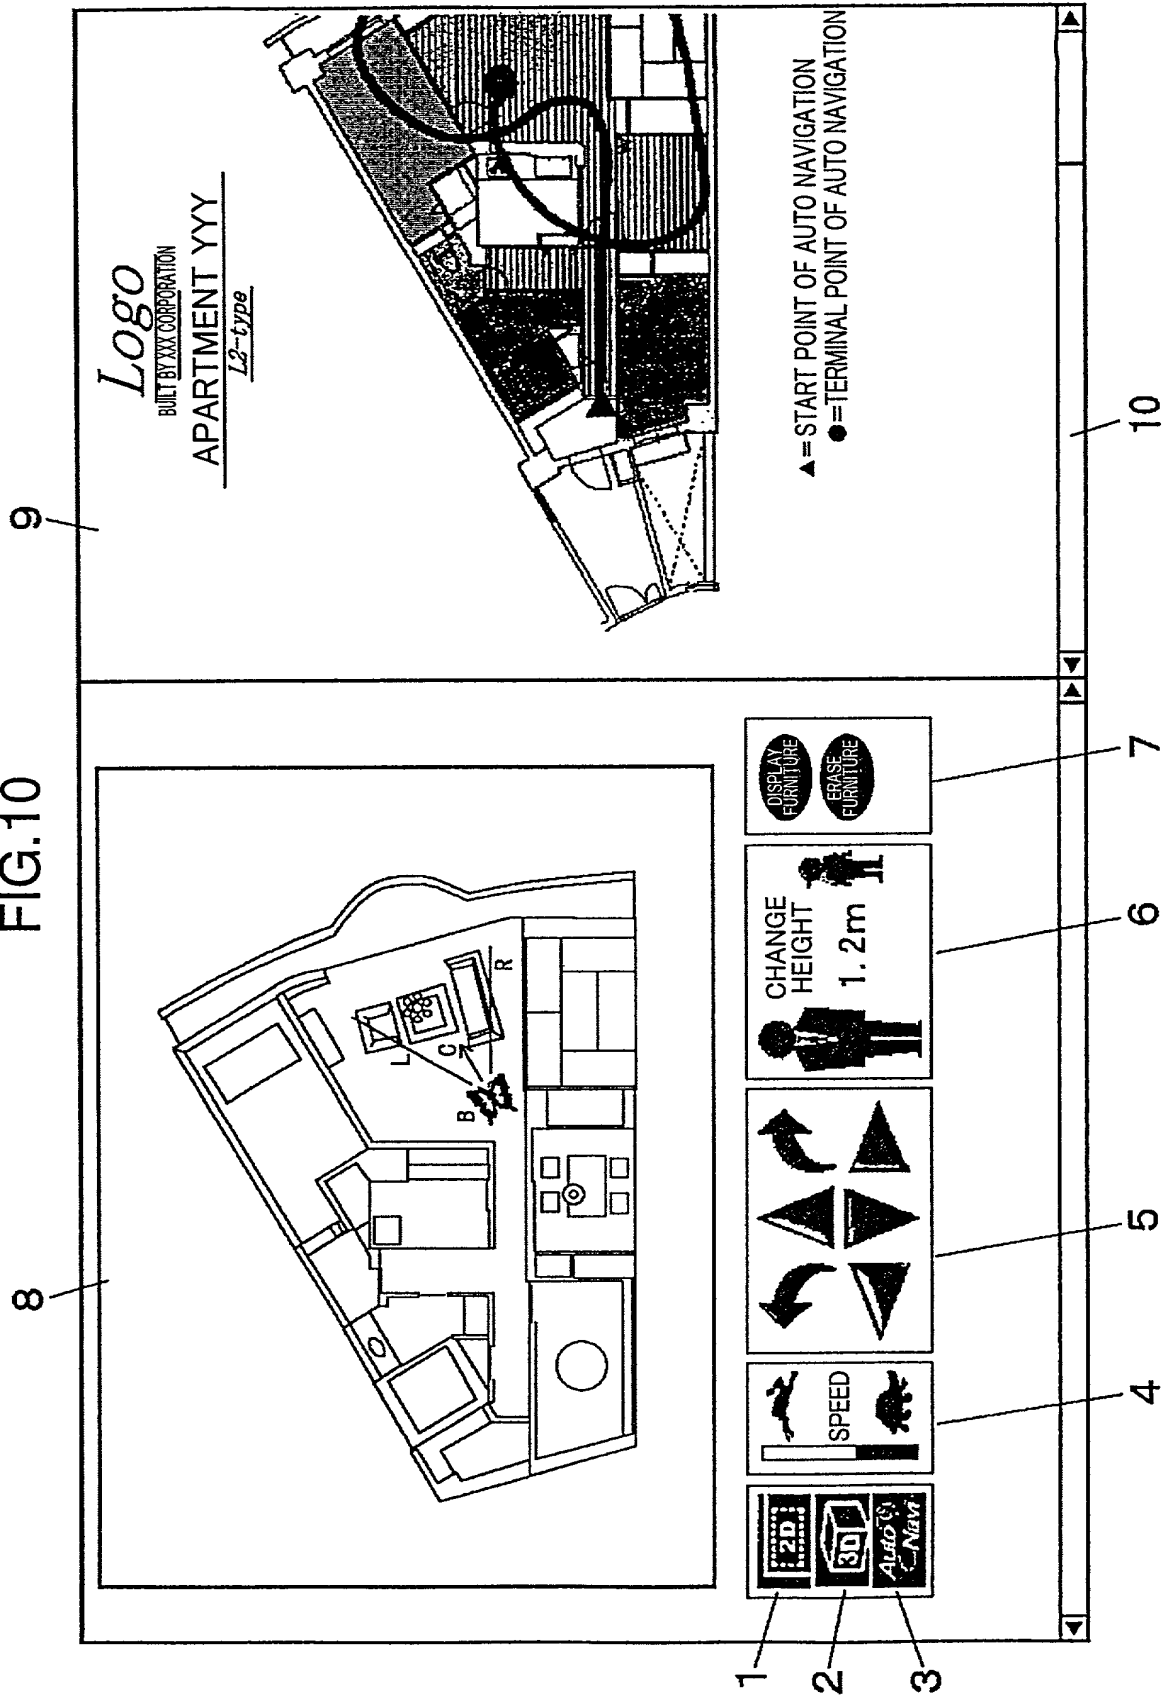 FIG.10
8
9
Logo
BUILT BY XXX CORPORATION
APARTMENT YYY
L2-type
B
L
C
R
▲=START POINT OF AUTO NAVIGATION
●=TERMINAL POINT OF AUTO NAVIGATION
2D
3D
Auto
Navi
SPEED
CHANGE
HEIGHT
1.2m
DISPLAY
FURNITURE
ERASE
FURNITURE
1
2
3
4
5
6
7
10